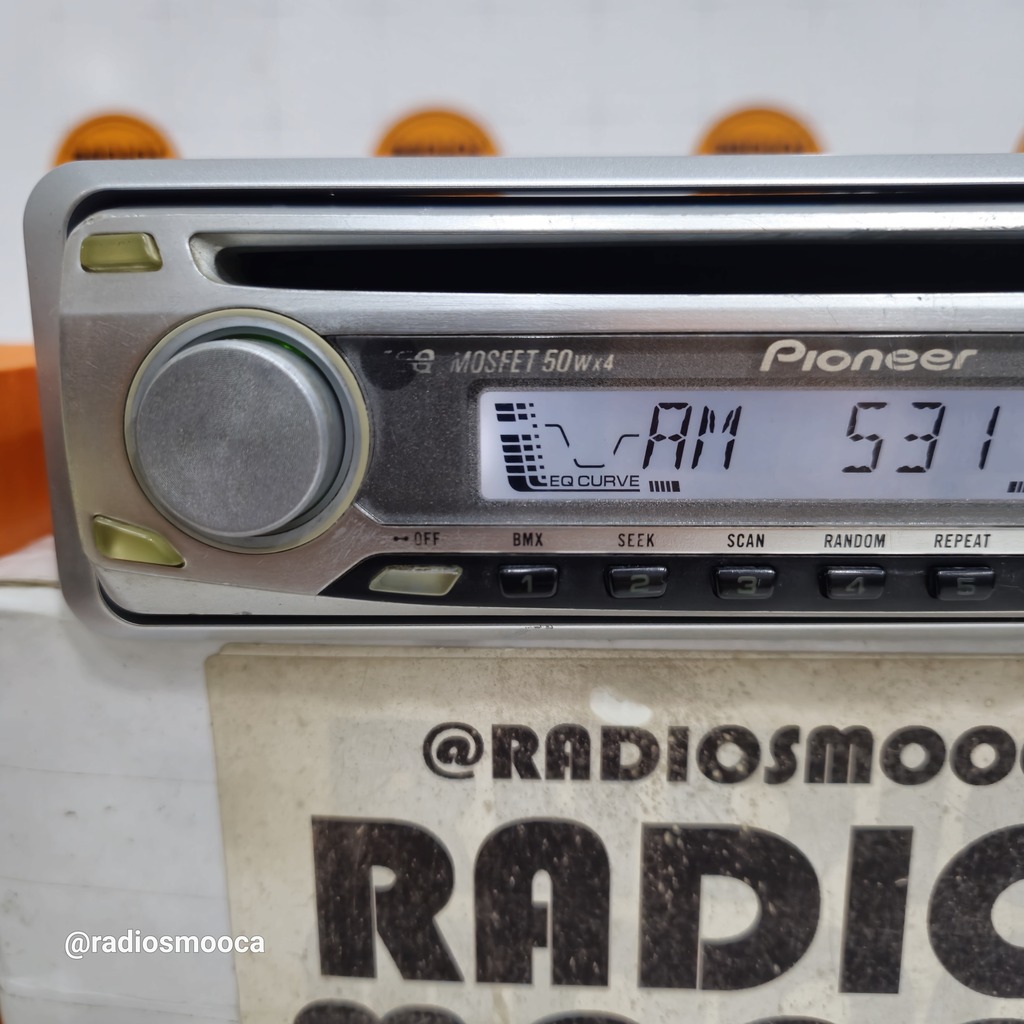 MOSFET 50Wx4
Pioneer
AM 531
EQ CURVE
OFF BMX SEEK SCAN RANDOM REPEAT
1 2 3 4 5
@RADIOSMOO
RADIO
@radiosmooca